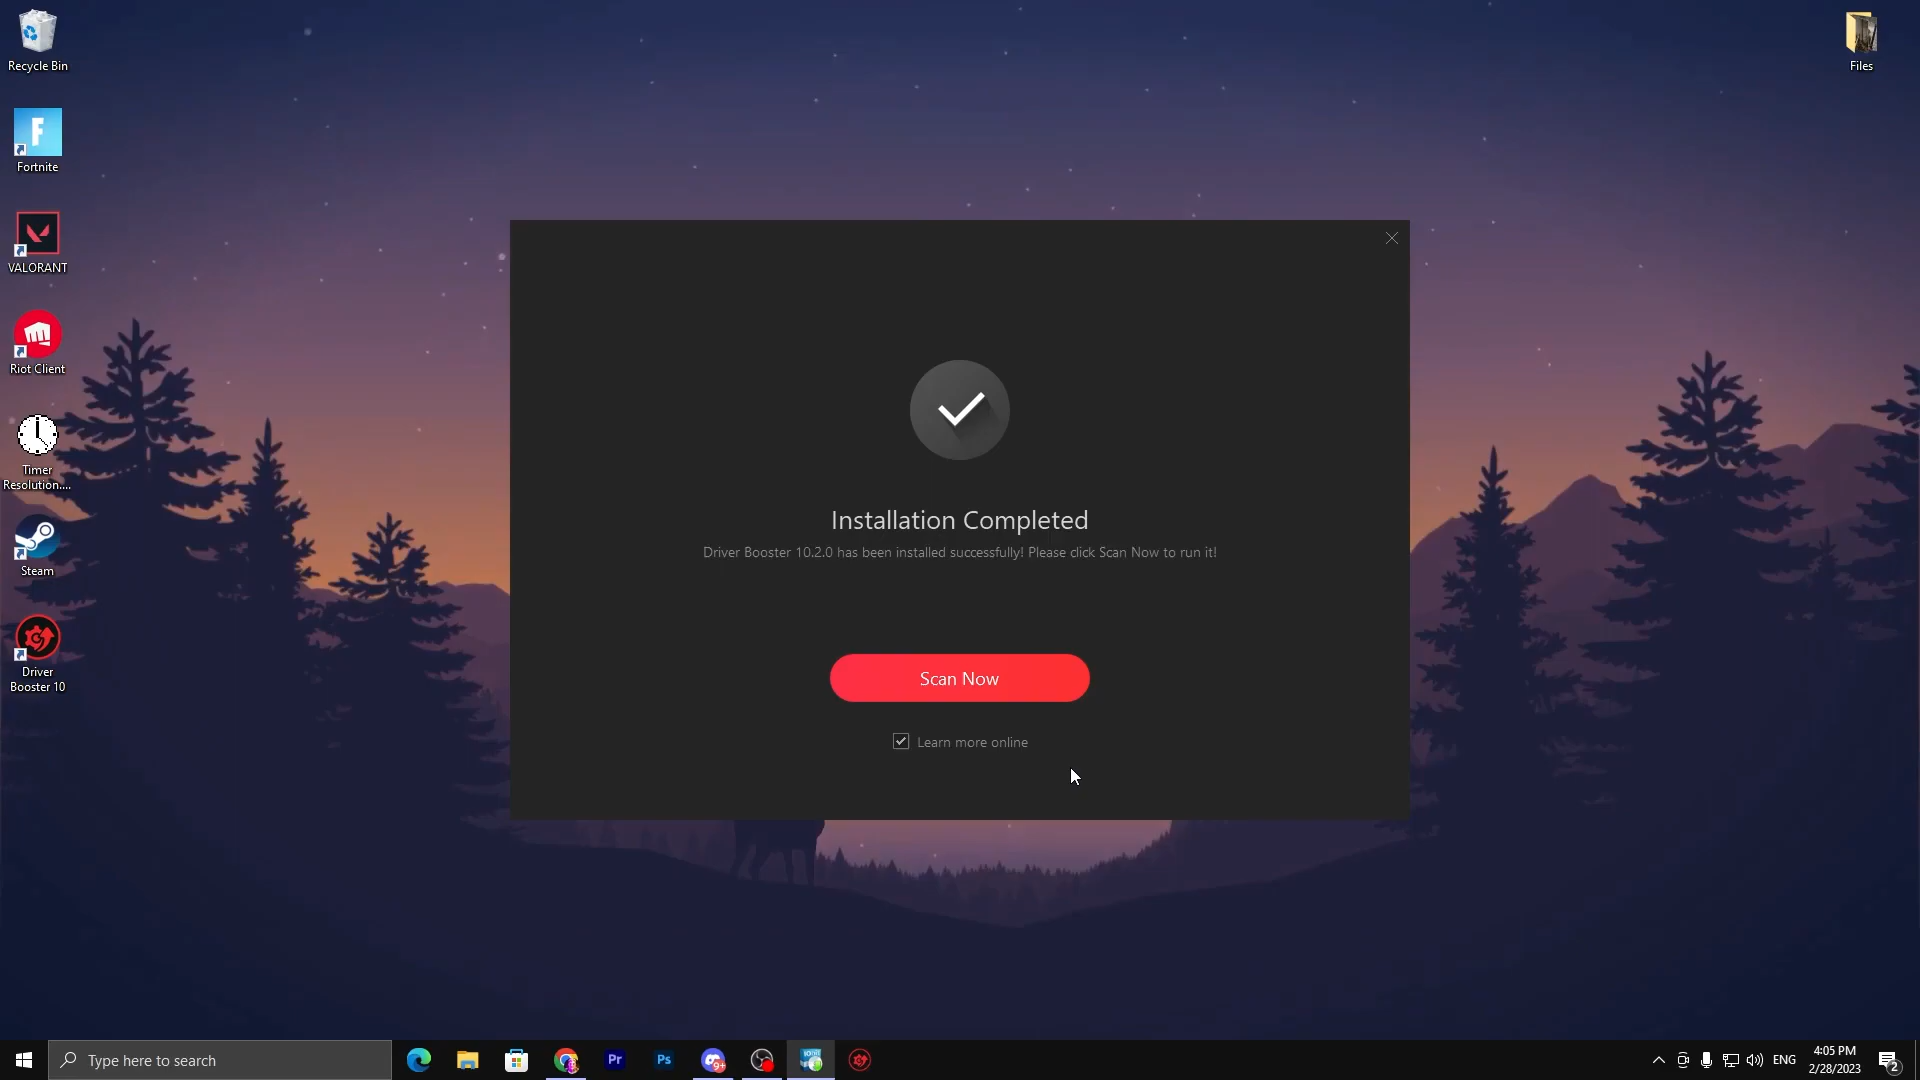 Recycle Bin
Files
Fortnite
VALORANT
Riot Client
Timer
Resolution....
Steam
Driver
Booster 10
Installation Completed
Driver Booster 10.2.0 has been installed successfully! Please click Scan Now to run it!
Scan Now
Learn more online
Type here to search
Pr
Ps
9+
ENG
4:05 PM
2/28/2023
2